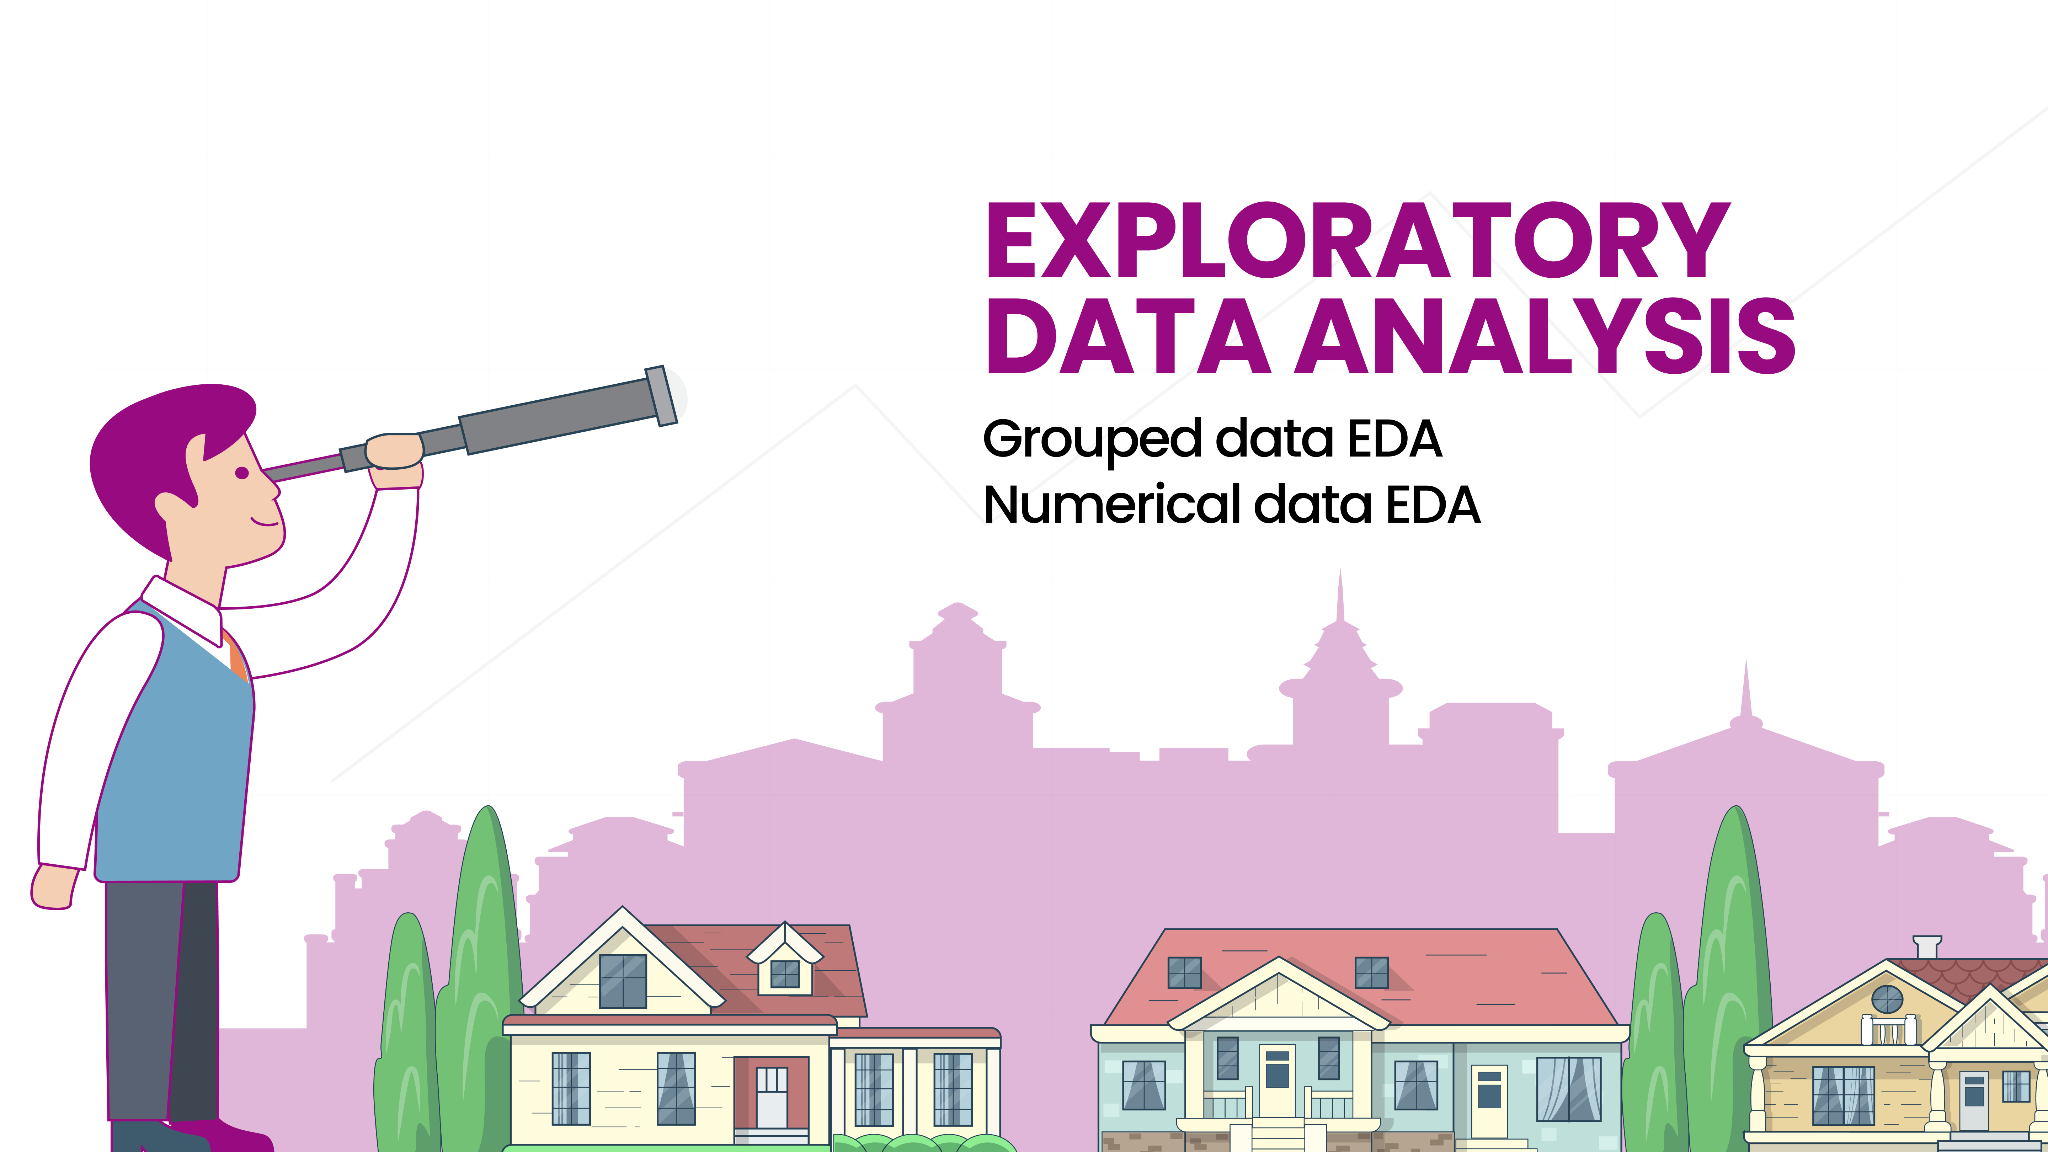 EXPLORATORY
DATA ANALYSIS
Grouped data EDA
Numerical data EDA